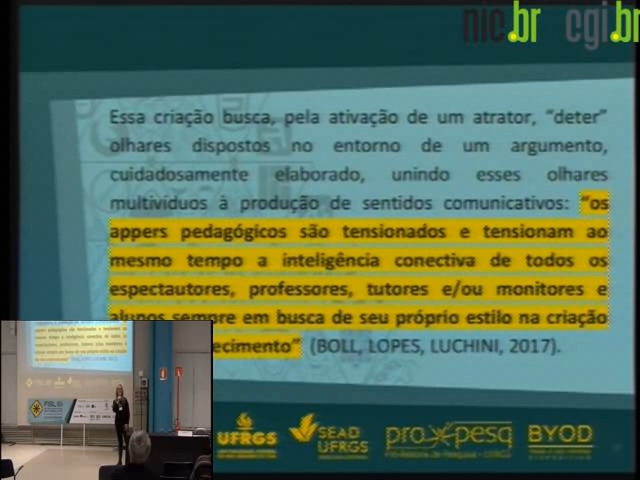 nic.br cgi.br
Essa criação busca, pela ativação de um atrator, “deter”
olhares dispostos no entorno de um argumento,
cuidadosamente elaborado, unindo esses olhares
multivíduos à produção de sentidos comunicativos: “os
appers pedagógicos são tensionados e tensionam ao
mesmo tempo a inteligência conectiva de todos os
espectautores, professores, tutores e/ou monitores e
alunos sempre em busca de seu próprio estilo na criação
ecimento” (BOLL, LOPES, LUCHINI, 2017).
FISL
UFRGS
SEAD
UFRGS
propesq
BYOD